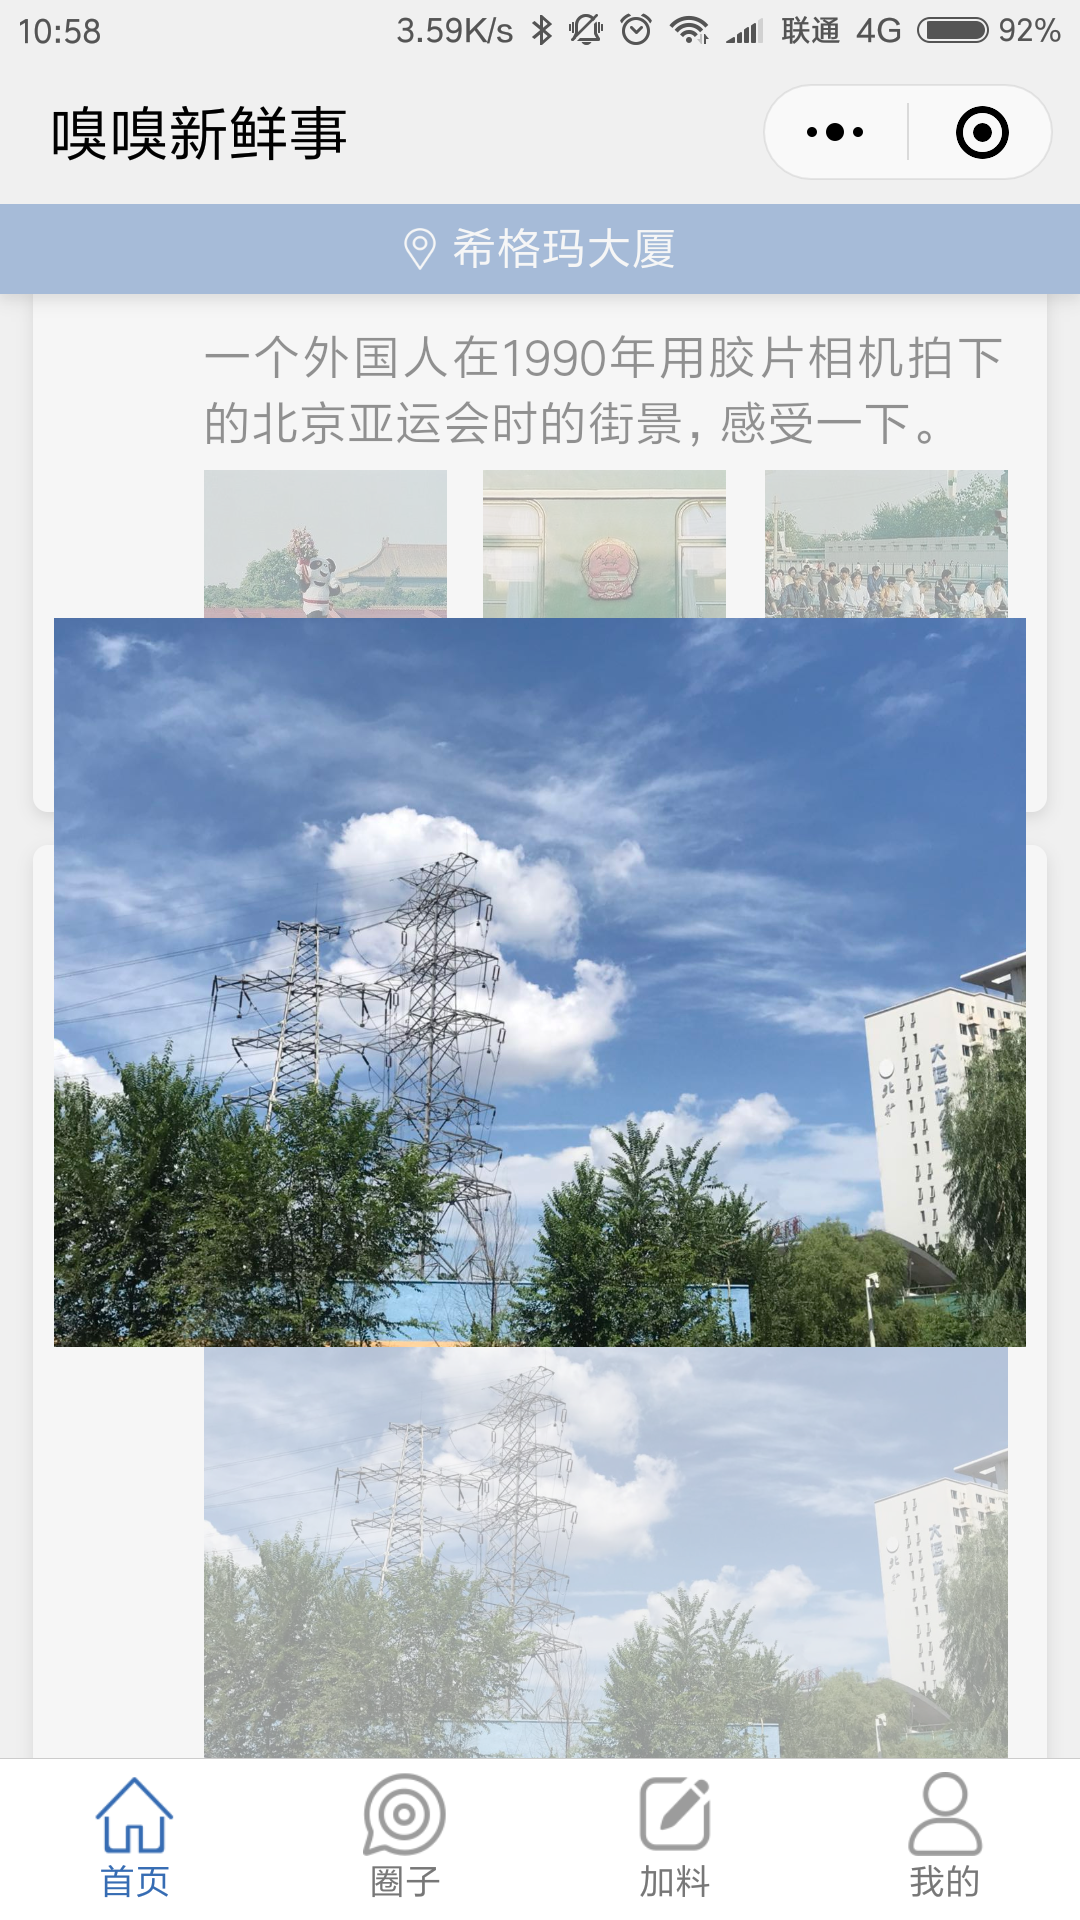 10:58 3.59K/s 联通 4G 92%
嗅嗅新鲜事
希格玛大厦
一个外国人在1990年用胶片相机拍下
的北京亚运会时的街景，感受一下。
大运村
首页 圈子 加料 我的